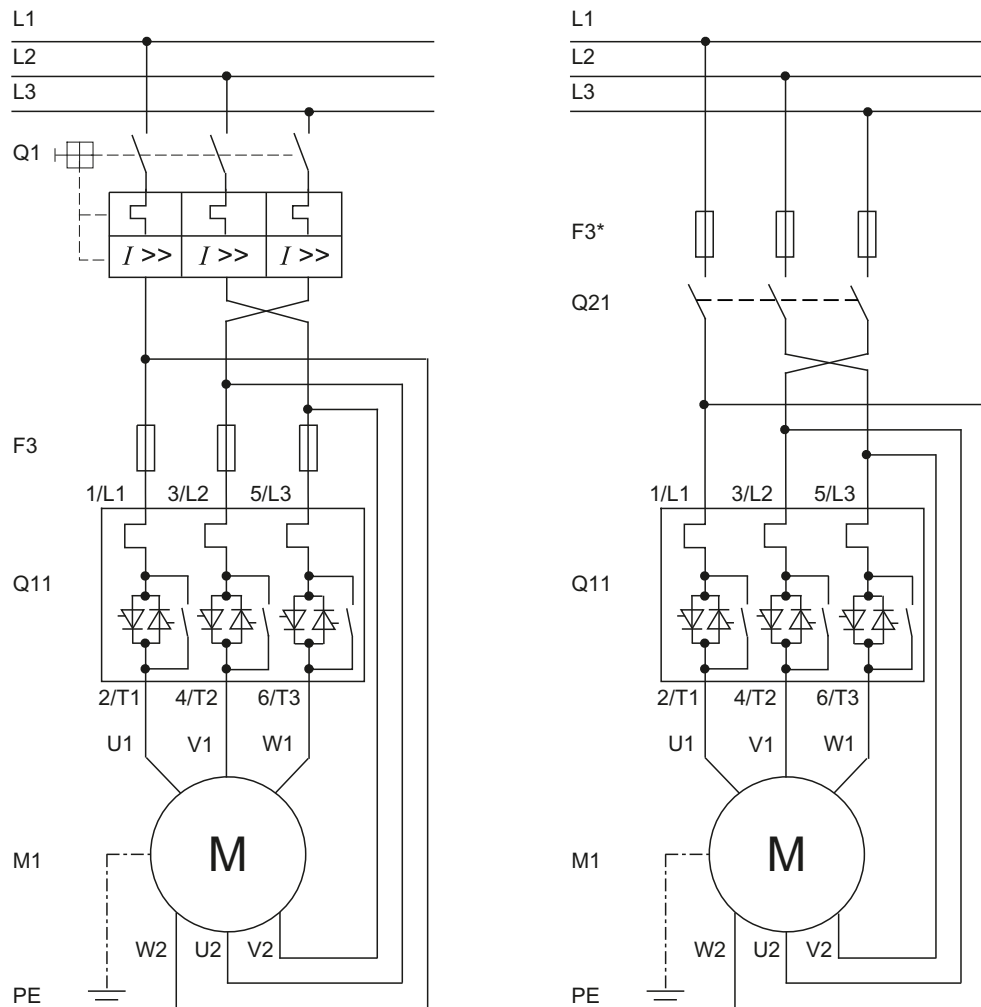 L1
L2
L3
Q1
I >> I >> I >>
F3
1/L1 3/L2 5/L3
Q11
2/T1 4/T2 6/T3
U1 V1 W1
M
M1
W2 U2 V2
PE
L1
L2
L3
F3*
Q21
1/L1 3/L2 5/L3
Q11
2/T1 4/T2 6/T3
U1 V1 W1
M
M1
W2 U2 V2
PE